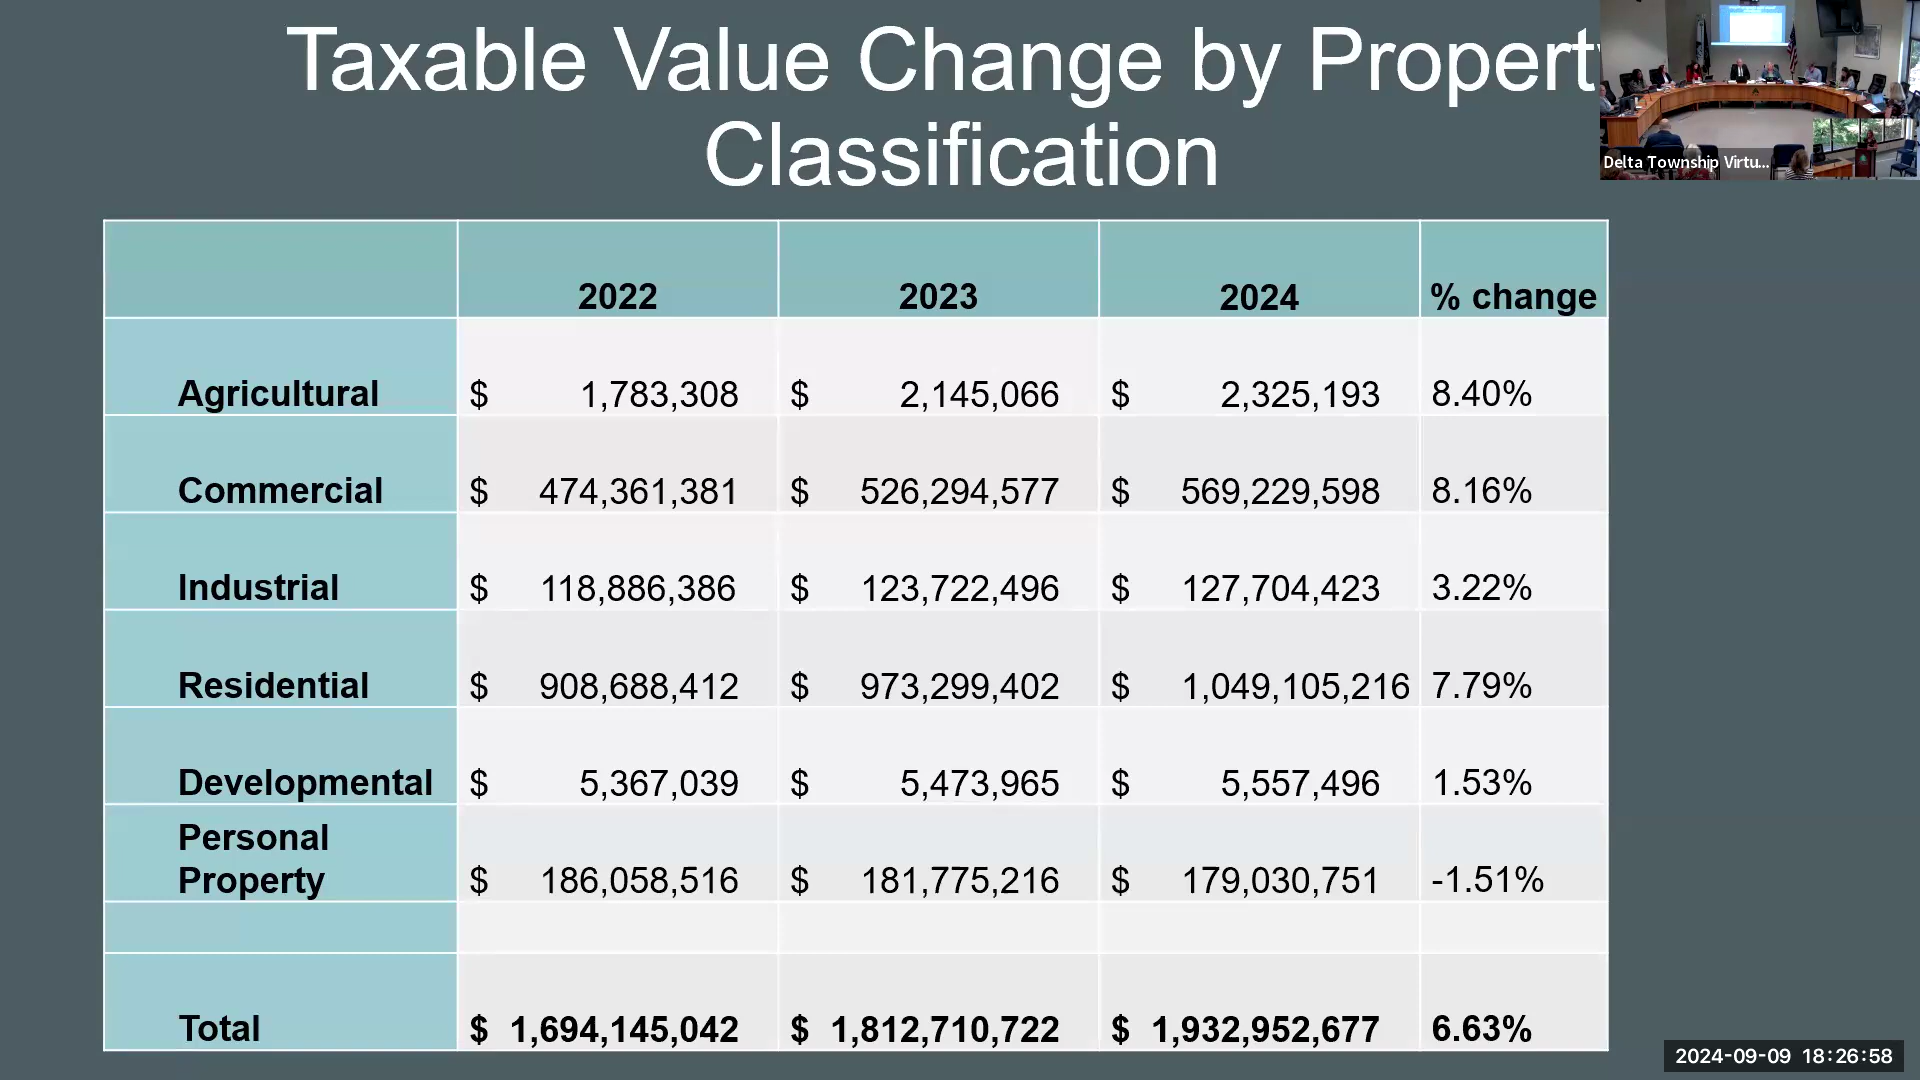 Taxable Value Change by Propert
Classification
Delta Township Virtu...
2022 2023 2024 % change
Agricultural $ 1,783,308 $ 2,145,066 $ 2,325,193 8.40%
Commercial $ 474,361,381 $ 526,294,577 $ 569,229,598 8.16%
Industrial $ 118,886,386 $ 123,722,496 $ 127,704,423 3.22%
Residential $ 908,688,412 $ 973,299,402 $ 1,049,105,216 7.79%
Developmental $ 5,367,039 $ 5,473,965 $ 5,557,496 1.53%
Personal
Property $ 186,058,516 $ 181,775,216 $ 179,030,751 -1.51%
Total $ 1,694,145,042 $ 1,812,710,722 $ 1,932,952,677 6.63%
2024-09-09 18:26:58